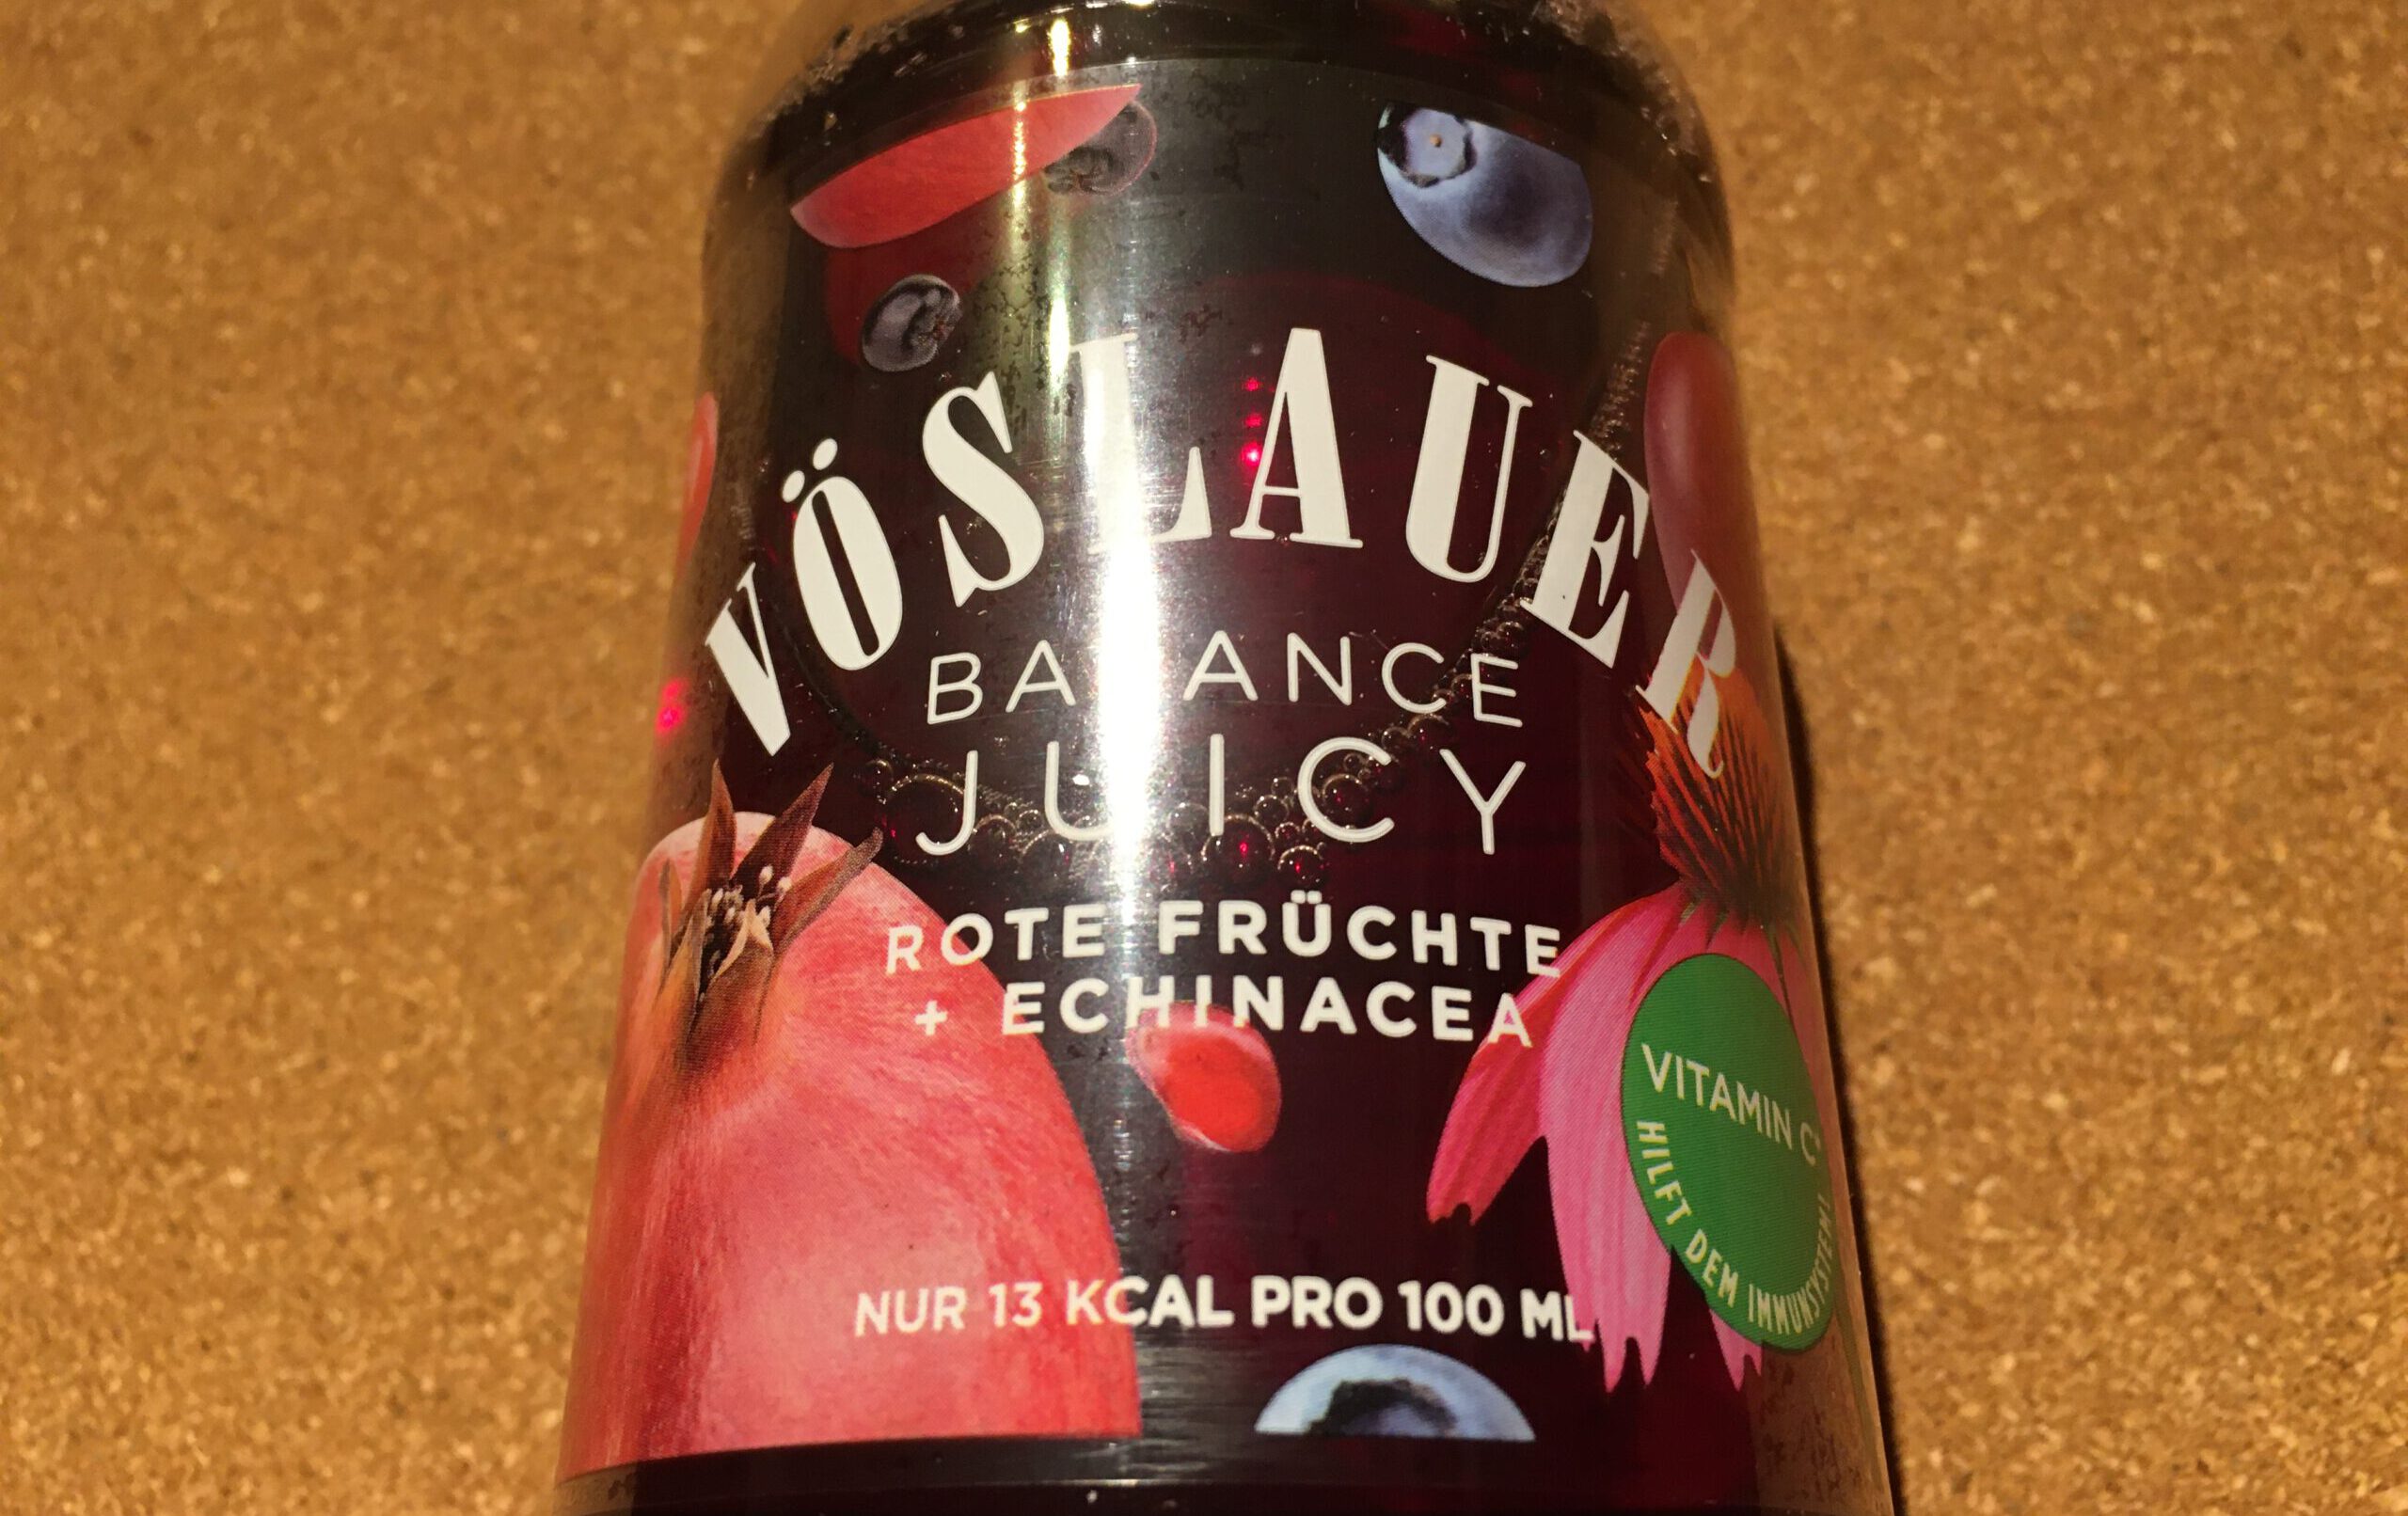 VÖSLAUER
BALANCE
JUICY
ROTE FRÜCHTE
+ ECHINACEA
VITAMIN C*
HILFT DEM IMMUNSYSTEM!
NUR 13 KCAL PRO 100 ML